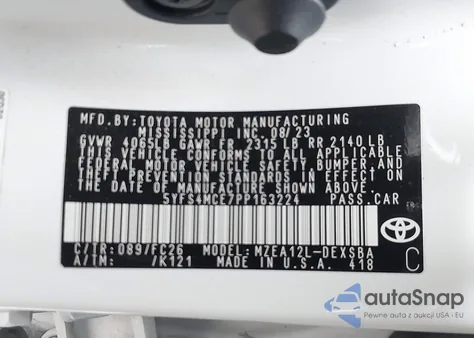 MFD. BY: TOYOTA MOTOR MANUFACTURING
MISSISSIPPI INC. 08/23
GVWR 4065LB GAWR FR 2315 LB RR 2140 LB
THIS VEHICLE CONFORMS TO ALL APPLICABLE
FEDERAL MOTOR VEHICLE SAFETY, BUMPER AND
THEFT PREVENTION STANDARDS IN EFFECT ON
THE DATE OF MANUFACTURE SHOWN ABOVE.
5YFS4MCE7PP163224 PASS.CAR
C/TR: 089/FC26 MODEL: MZEA12L-DEXSBA
A/TM: /K121 MADE IN U.S.A. 418
C
autoSnap
Pewne auta z aukcji USA i EU